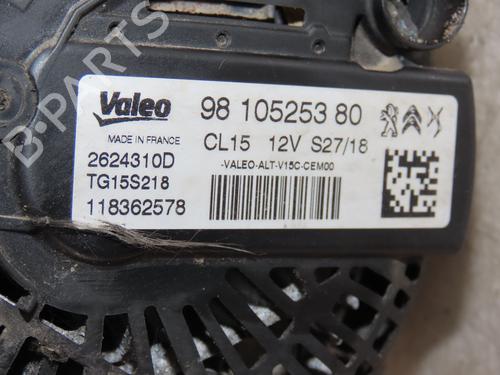 Valeo 98 105253 80
MADE IN FRANCE CL15 12V S27/18
2624310D -VALEO-ALT-V15C-CEM00
TG15S218
118362578
B-PARTS